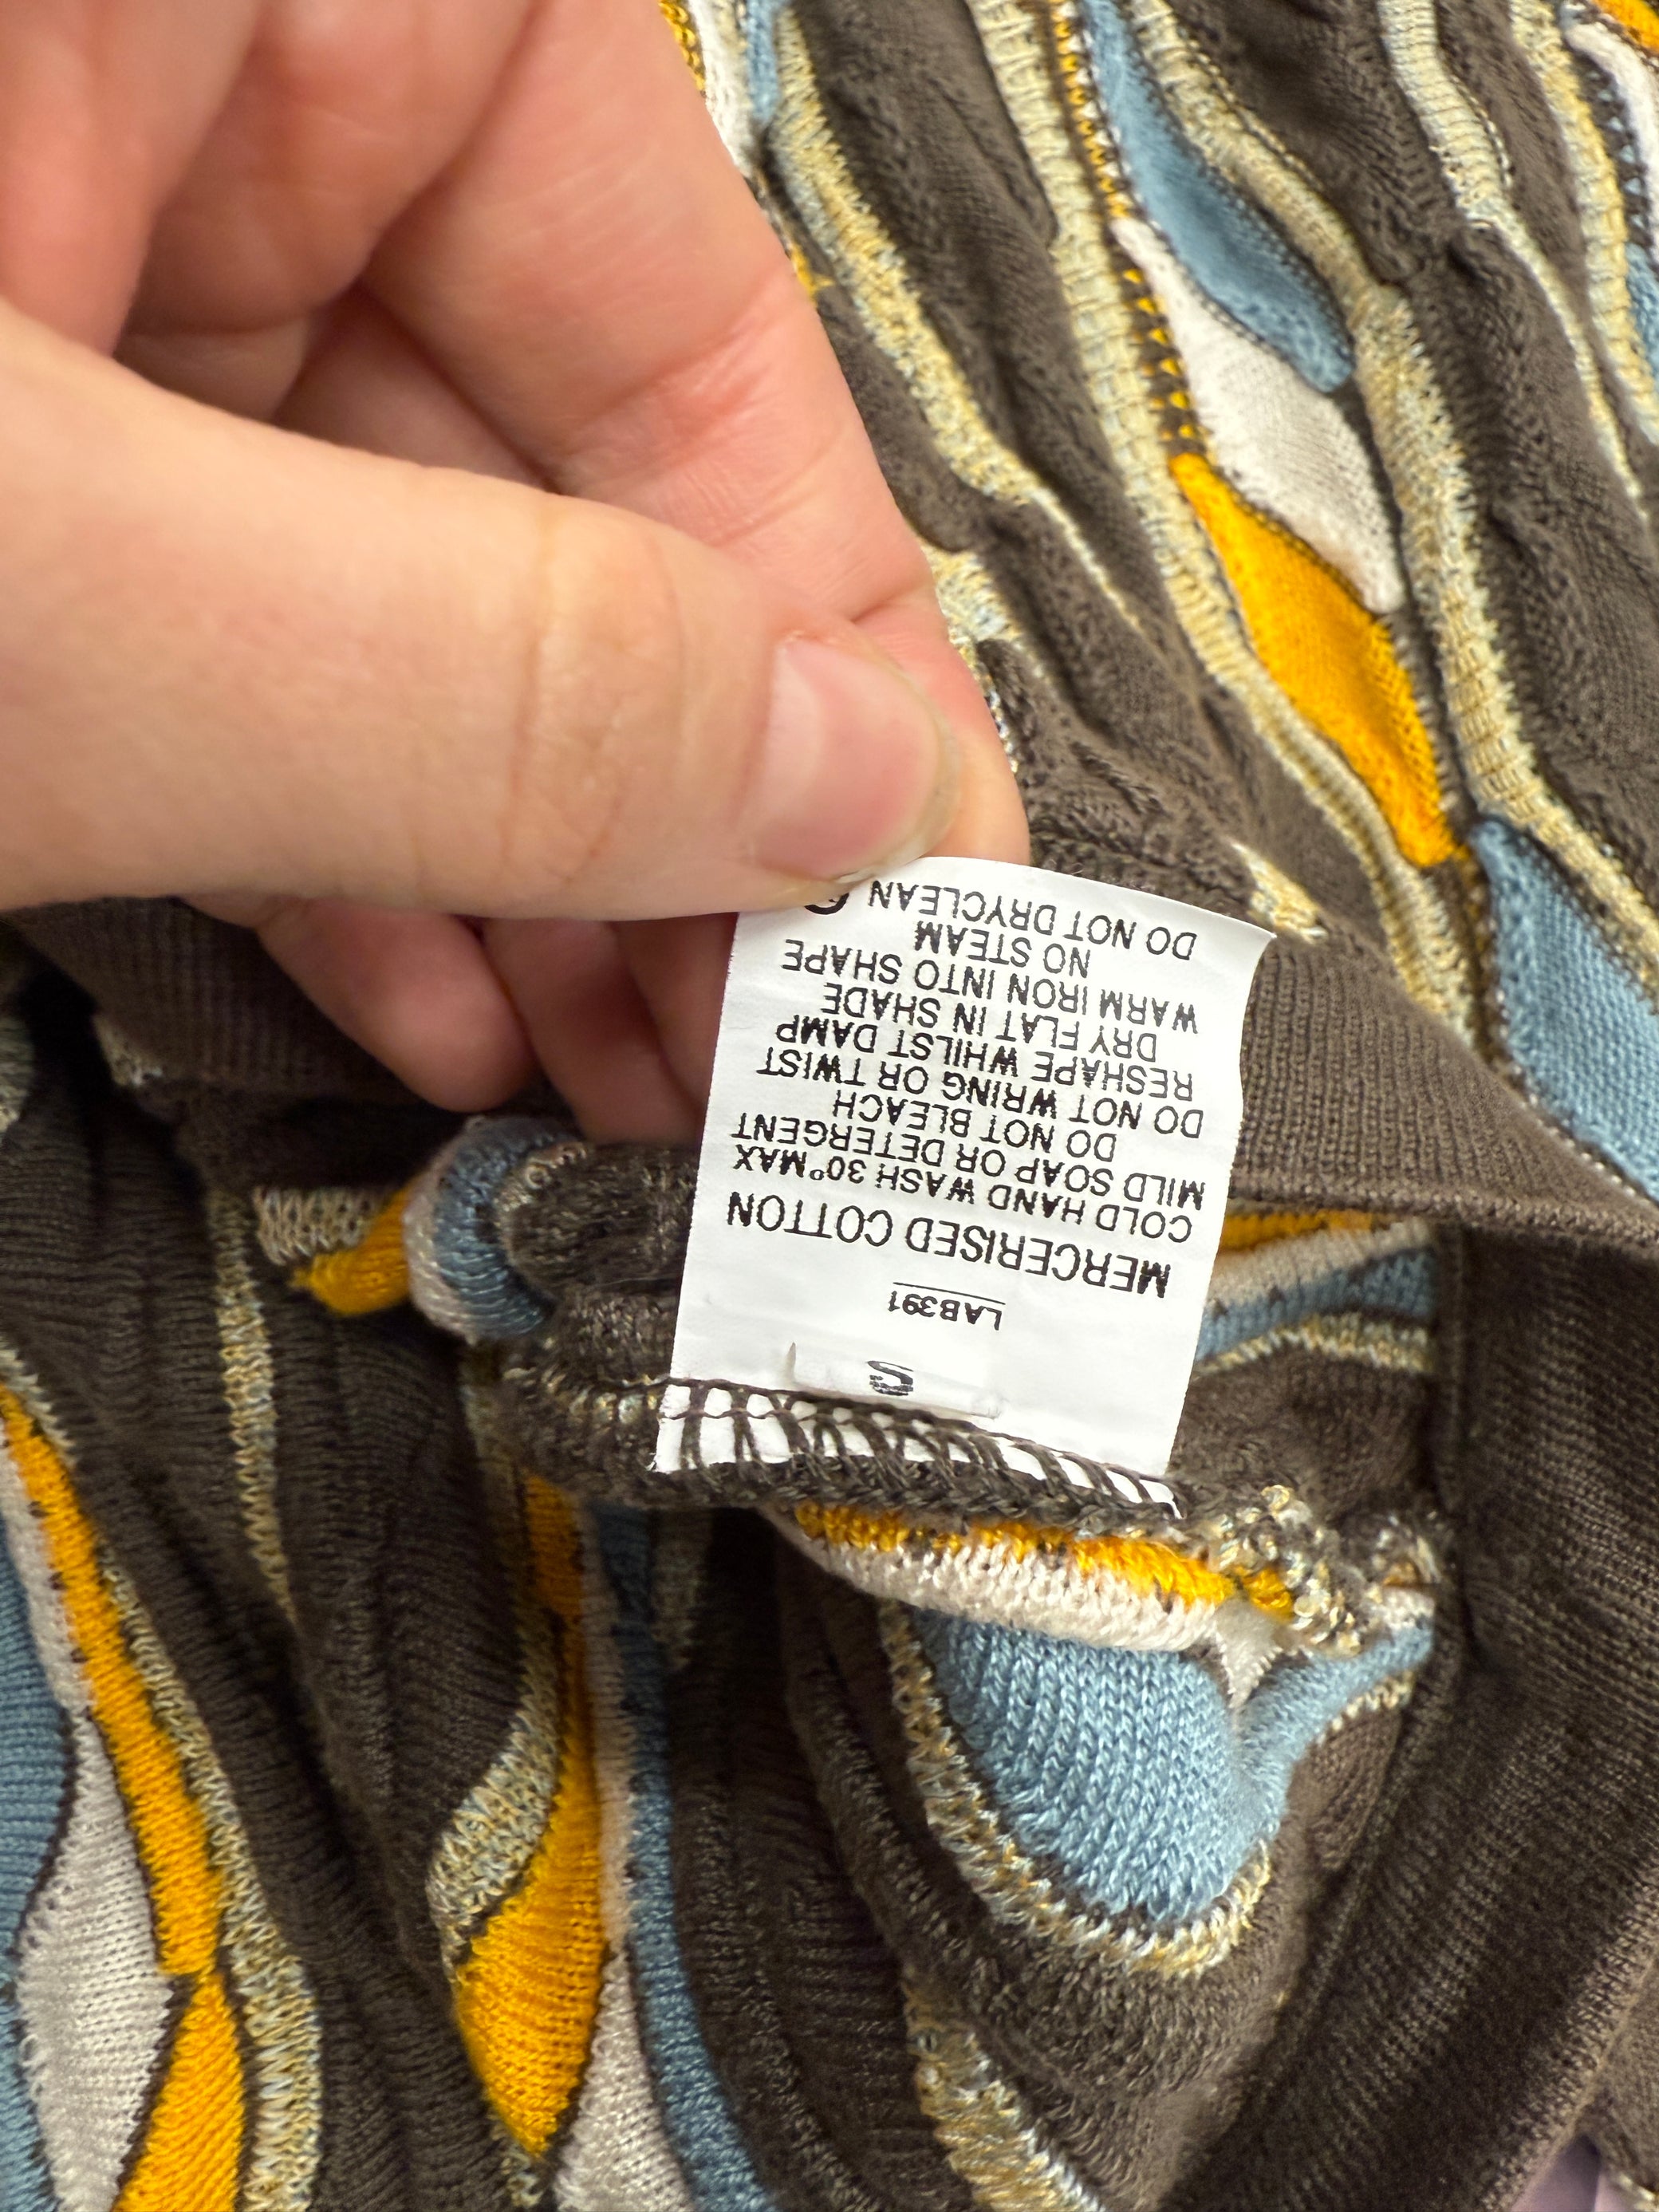 S
LAB391
MERCERISED COTTON
COLD HAND WASH 30°MAX
MILD SOAP OR DETERGENT
DO NOT BLEACH
DO NOT WRING OR TWIST
RESHAPE WHILST DAMP
DRY FLAT IN SHADE
WARM IRON INTO SHAPE
NO STEAM
DO NOT DRYCLEAN